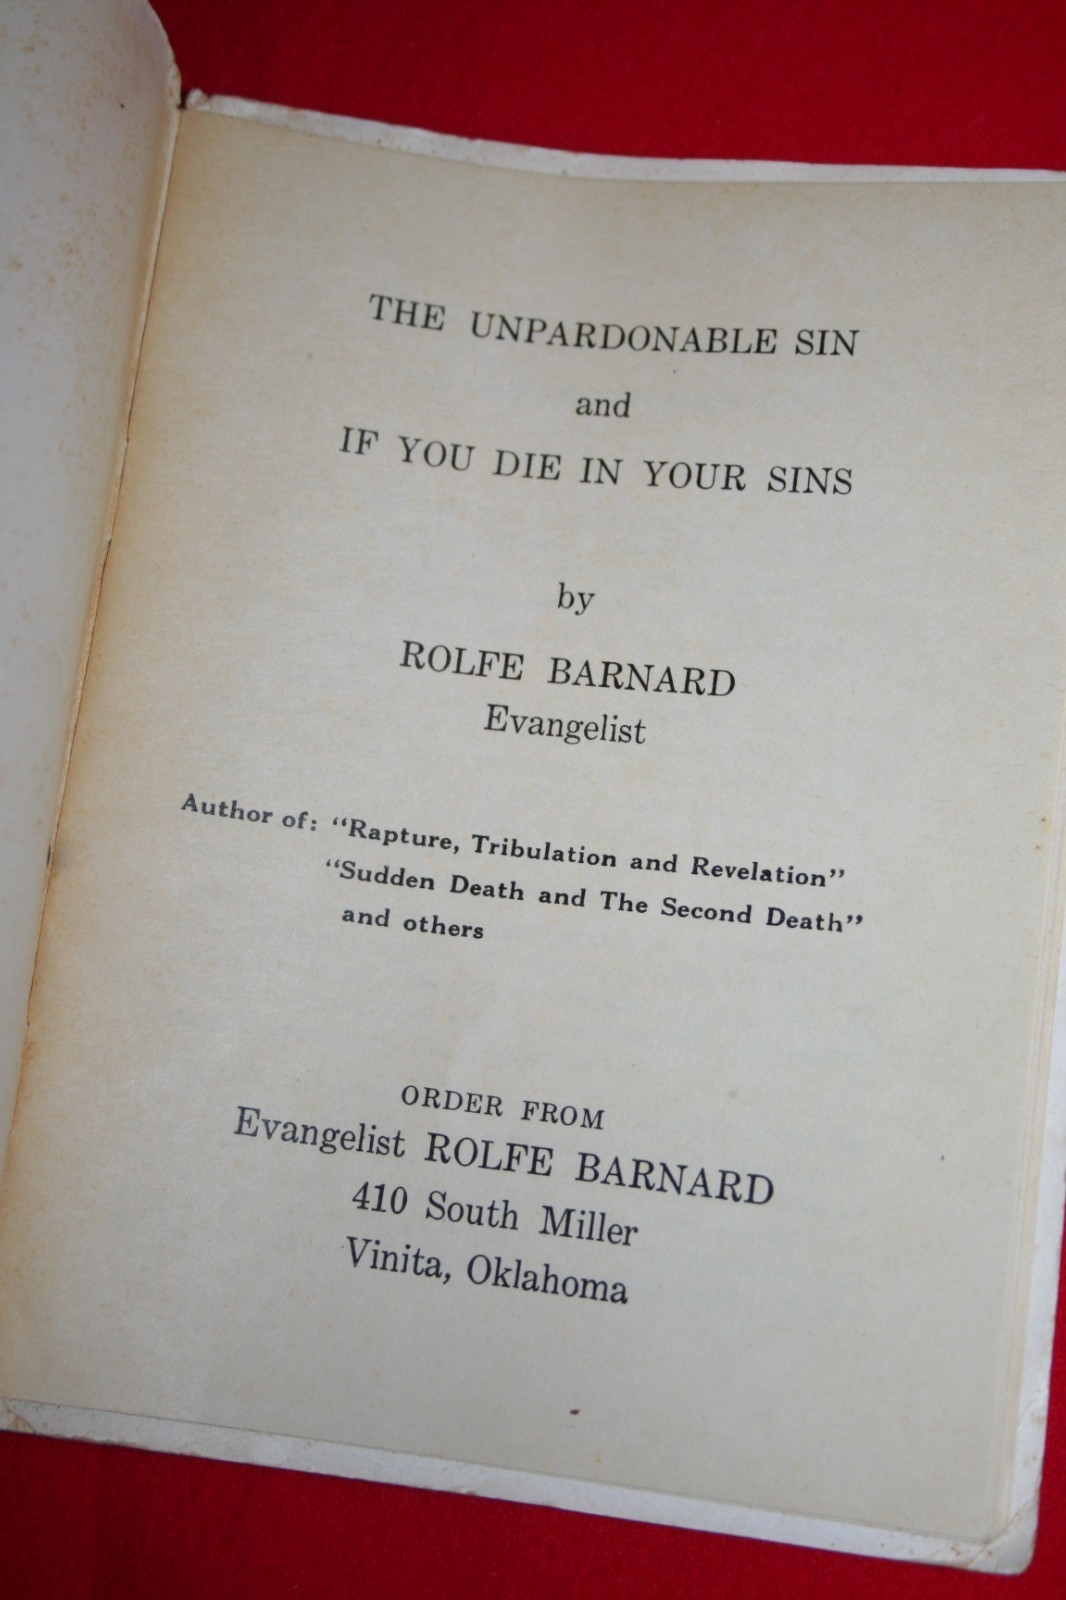 THE UNPARDONABLE SIN
and
IF YOU DIE IN YOUR SINS
by
ROLFE BARNARD
Evangelist
Author of: "Rapture, Tribulation and Revelation"
"Sudden Death and The Second Death"
and others
ORDER FROM
Evangelist ROLFE BARNARD
410 South Miller
Vinita, Oklahoma